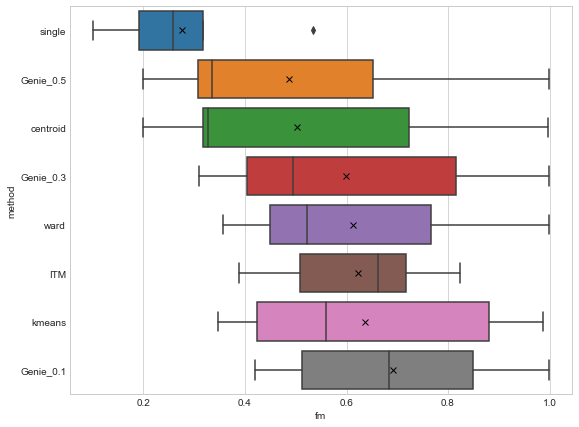 method
single
Genie_0.5
centroid
Genie_0.3
ward
ITM
kmeans
Genie_0.1
0.2 0.4 0.6 0.8 1.0
fm